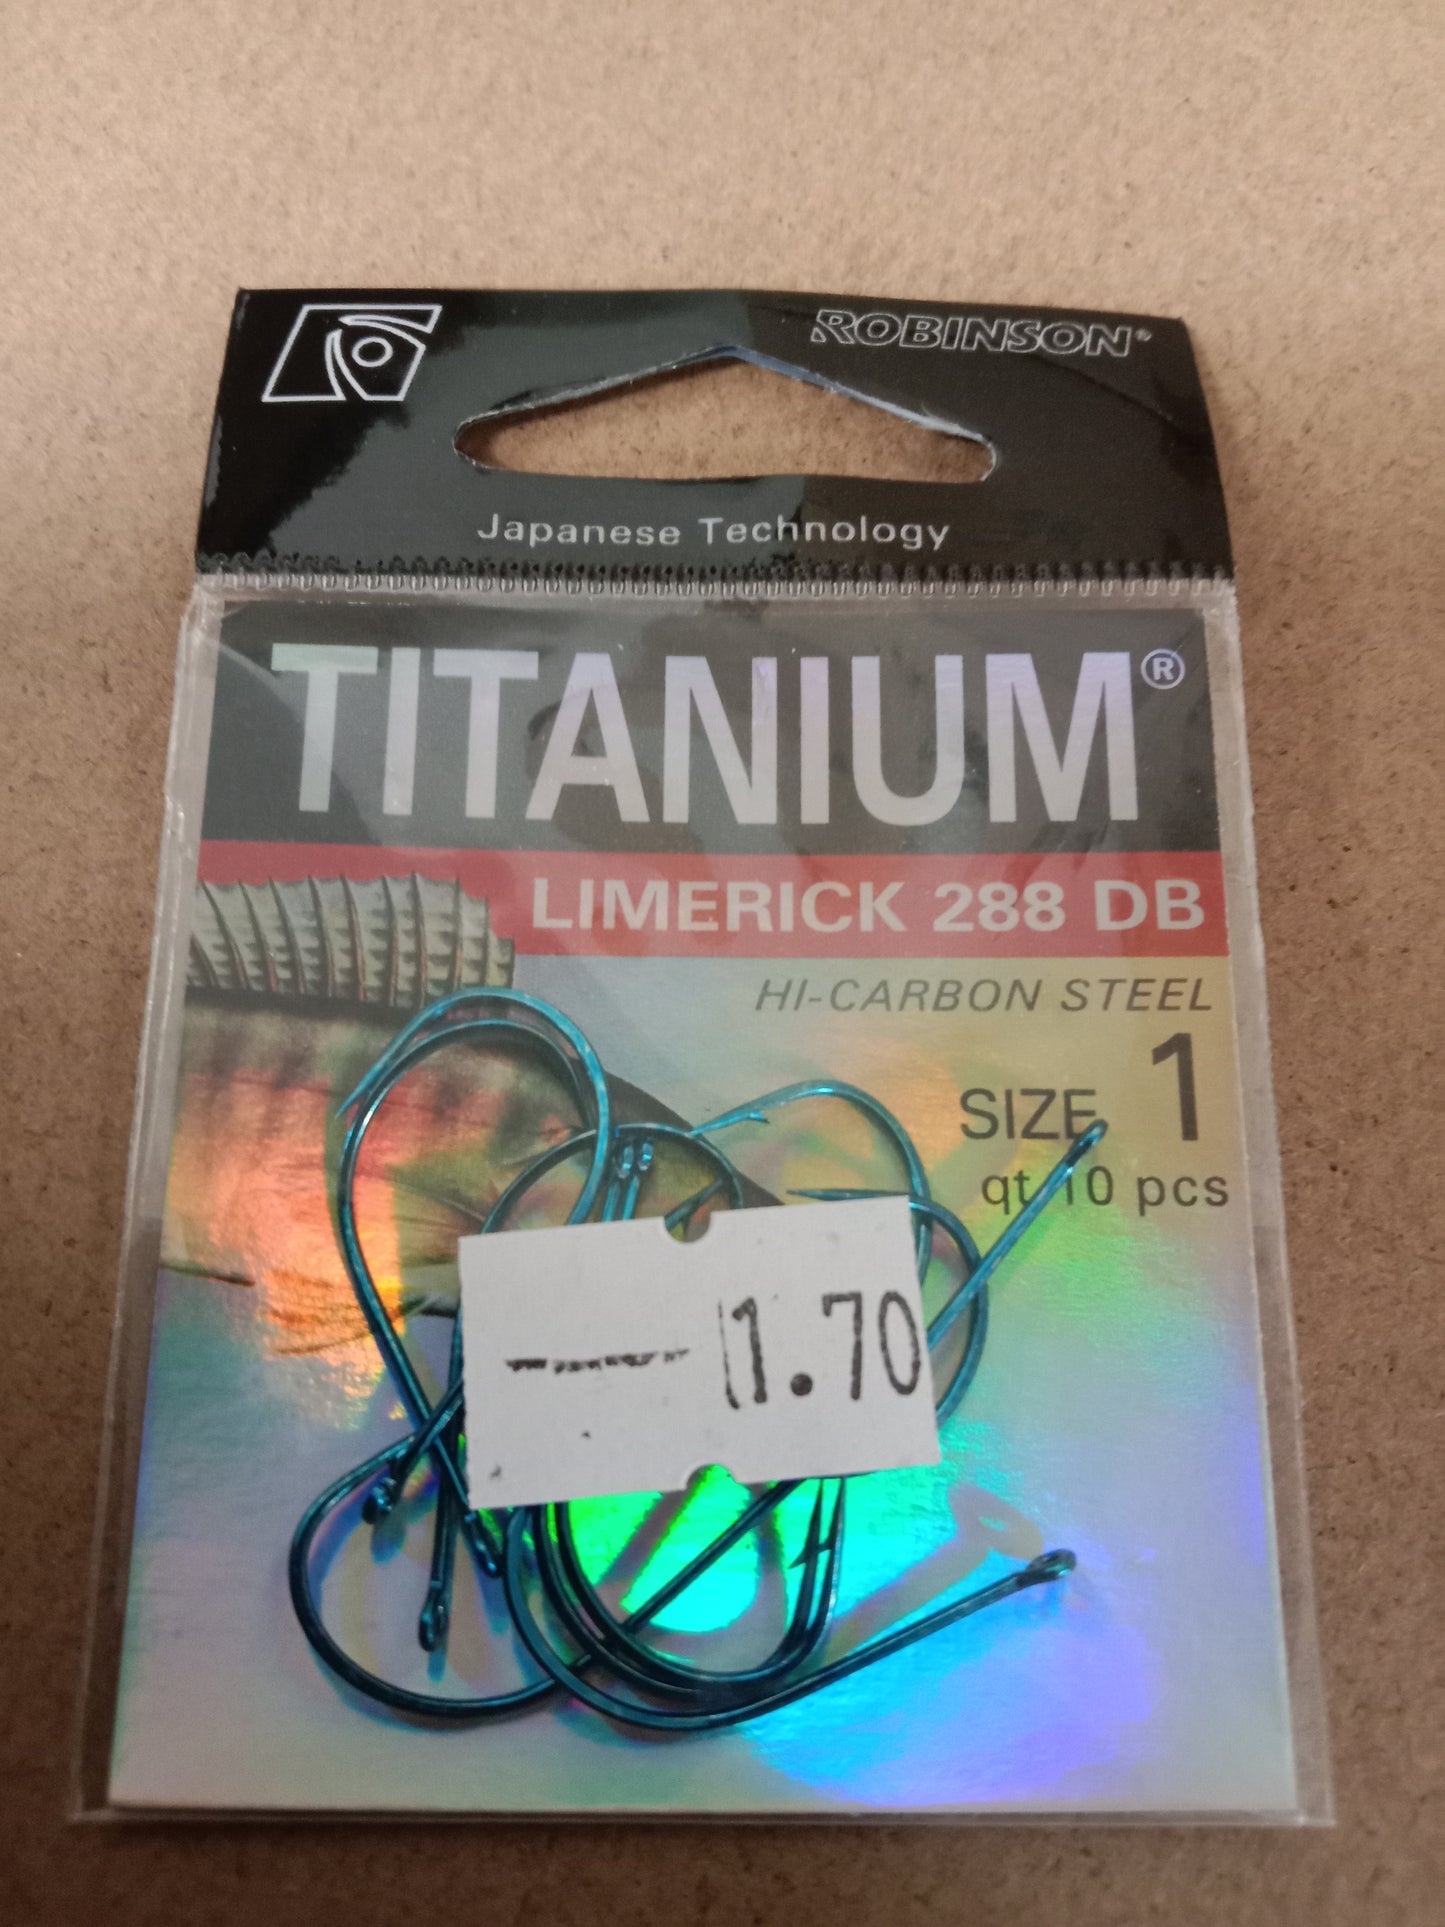 ROBINSON®
Japanese Technology
TITANIUM®
LIMERICK 288 DB
HI-CARBON STEEL
SIZE 1
qt 10 pcs
1.70